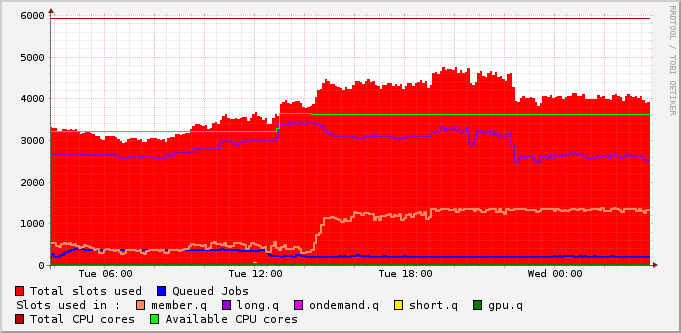 RRDTOOL / TOBI OETIKER
6000
5000
4000
3000
2000
1000
0
Tue 06:00 Tue 12:00 Tue 18:00 Wed 00:00
Total slots used Queued Jobs
Slots used in : member.q long.q ondemand.q short.q gpu.q
Total CPU cores Available CPU cores